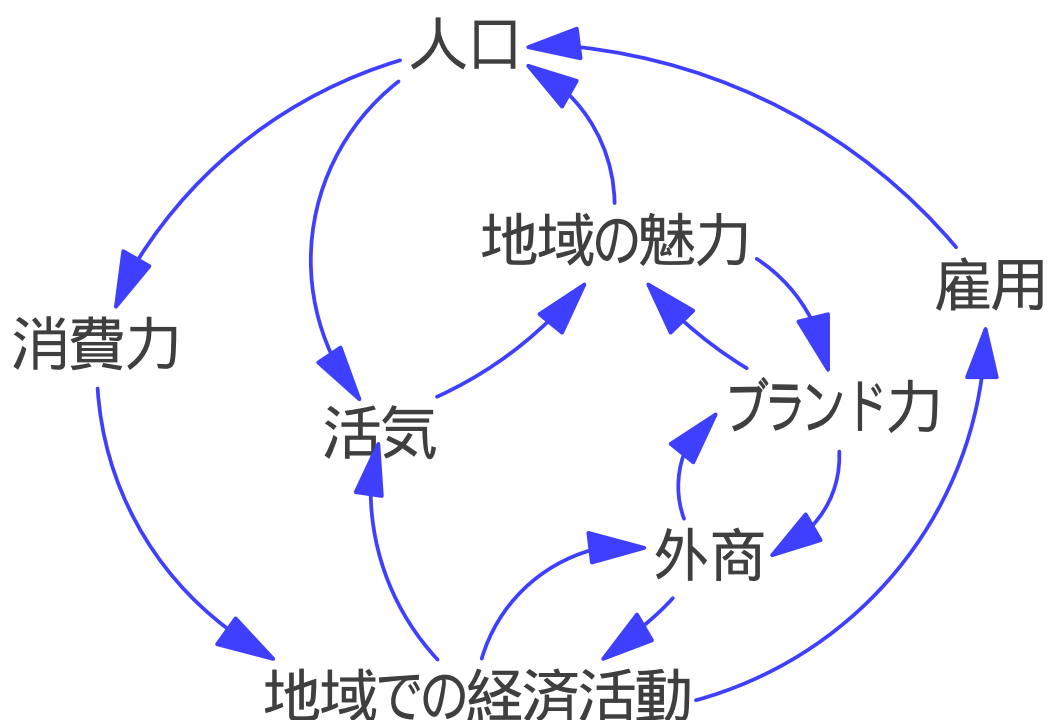 人口
地域の魅力
雇用
消費力
活気
ブランド力
外商
地域での経済活動